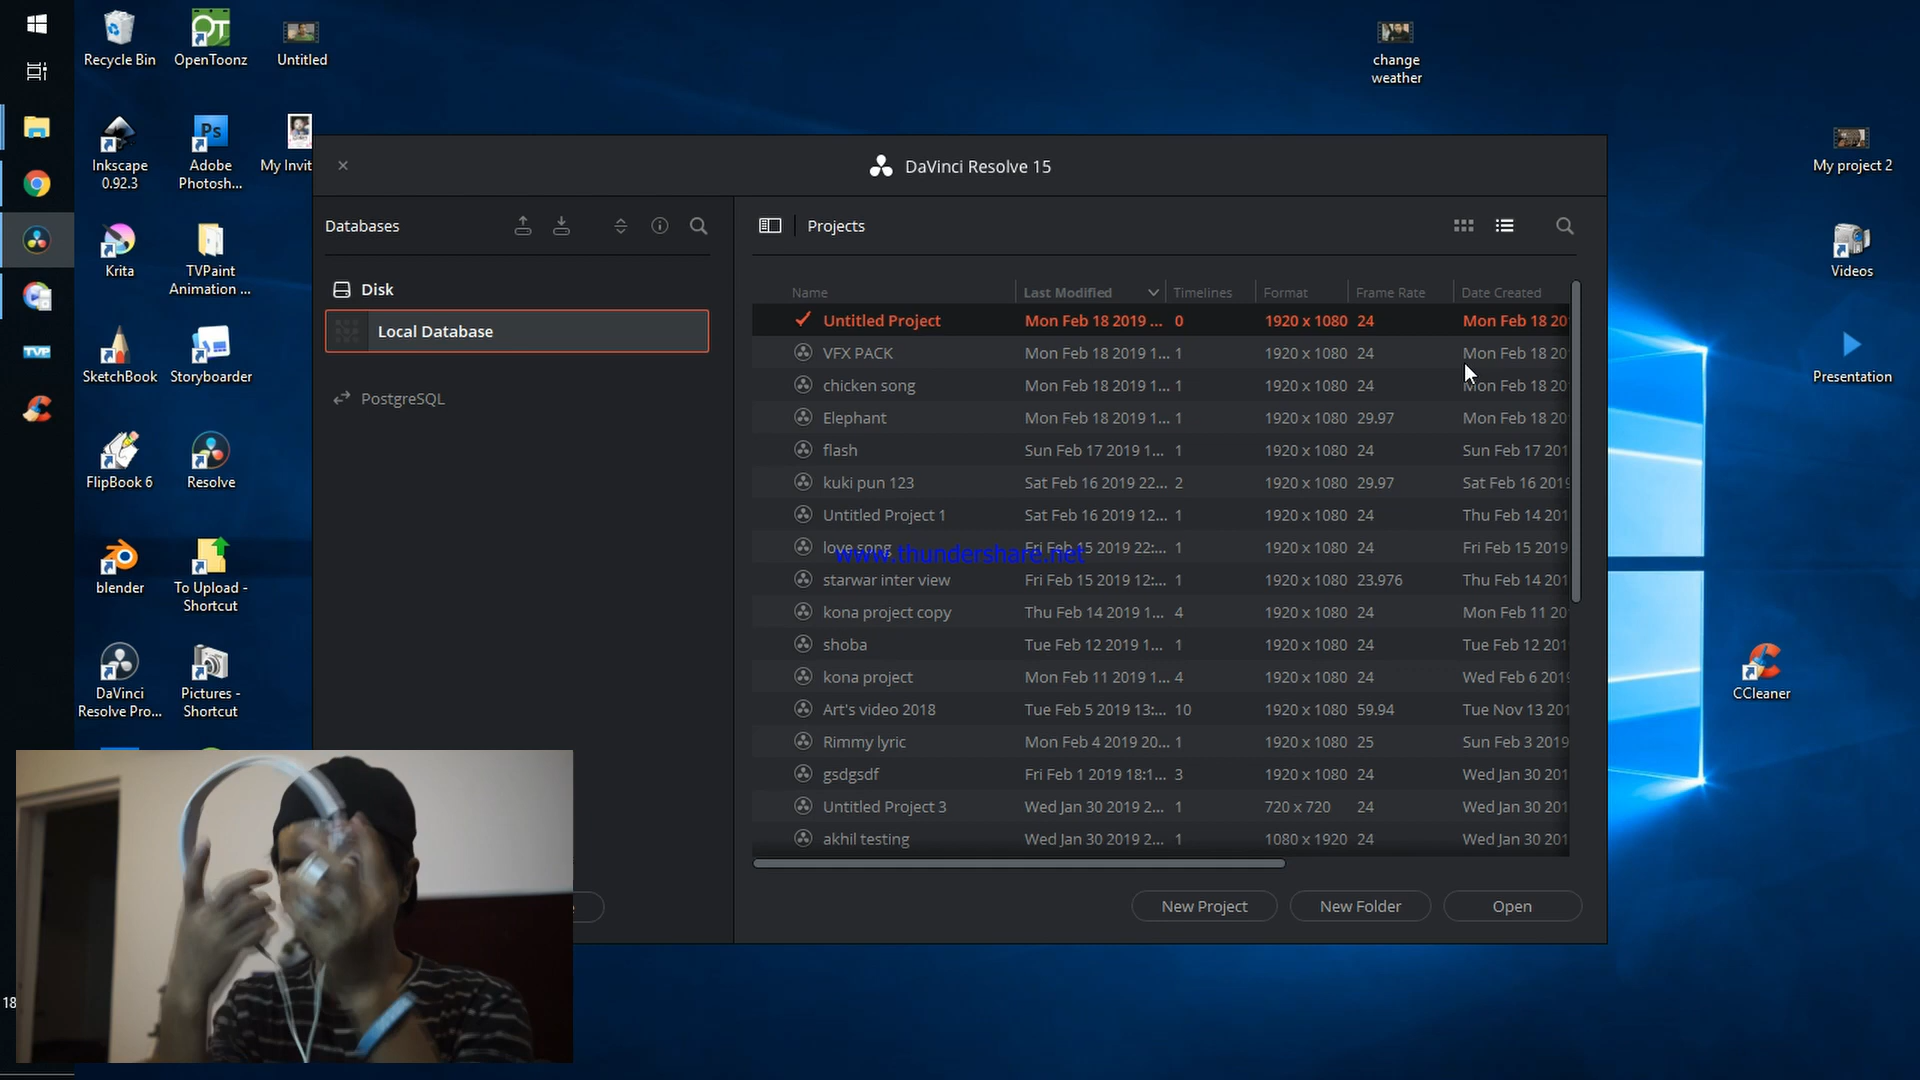 Recycle Bin
OpenToonz
Untitled
change
weather
Inkscape
0.92.3
Ps
Adobe
Photosh...
My Invit
My project 2
Krita
TVPaint
Animation ...
Videos
TVP
SketchBook
Storyboarder
Presentation
FlipBook 6
Resolve
blender
To Upload -
Shortcut
DaVinci
Resolve Pro...
Pictures -
Shortcut
CCleaner
18
DaVinci Resolve 15
Databases
Disk
Local Database
PostgreSQL
Projects
Name Last Modified Timelines Format Frame Rate Date Created
Untitled Project Mon Feb 18 2019 ... 0 1920 x 1080 24 Mon Feb 18 20
VFX PACK Mon Feb 18 2019 1... 1 1920 x 1080 24 Mon Feb 18 20
chicken song Mon Feb 18 2019 1... 1 1920 x 1080 24 Mon Feb 18 20
Elephant Mon Feb 18 2019 1... 1 1920 x 1080 29.97 Mon Feb 18 20
flash Sun Feb 17 2019 1... 1 1920 x 1080 24 Sun Feb 17 201
kuki pun 123 Sat Feb 16 2019 22... 2 1920 x 1080 29.97 Sat Feb 16 2019
Untitled Project 1 Sat Feb 16 2019 12... 1 1920 x 1080 24 Thu Feb 14 201
love song Fri Feb 15 2019 22:... 1 1920 x 1080 24 Fri Feb 15 2019
www.thundershare.net
starwar inter view Fri Feb 15 2019 12:... 1 1920 x 1080 23.976 Thu Feb 14 201
kona project copy Thu Feb 14 2019 1... 4 1920 x 1080 24 Mon Feb 11 20
shoba Tue Feb 12 2019 1... 1 1920 x 1080 24 Tue Feb 12 201
kona project Mon Feb 11 2019 1... 4 1920 x 1080 24 Wed Feb 6 2019
Art's video 2018 Tue Feb 5 2019 13:... 10 1920 x 1080 59.94 Tue Nov 13 201
Rimmy lyric Mon Feb 4 2019 20... 1 1920 x 1080 25 Sun Feb 3 2019
gsdgsdf Fri Feb 1 2019 18:1... 3 1920 x 1080 24 Wed Jan 30 201
Untitled Project 3 Wed Jan 30 2019 2... 1 720 x 720 24 Wed Jan 30 201
akhil testing Wed Jan 30 2019 2... 1 1080 x 1920 24 Wed Jan 30 201
New Project
New Folder
Open